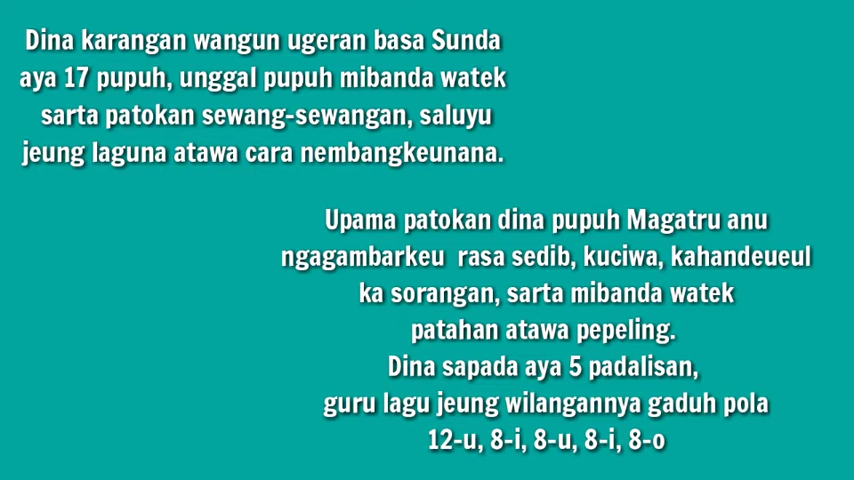 Dina karangan wangun ugeran basa Sunda
aya 17 pupuh, unggal pupuh mibanda watek
sarta patokan sewang-sewangan, saluyu
jeung laguna atawa cara nembangkeunana.
Upama patokan dina pupuh Magatru anu
ngagambarkeu rasa sedib, kuciwa, kahandeueul
ka sorangan, sarta mibanda watek
patahan atawa pepeling.
Dina sapada aya 5 padalisan,
guru lagu jeung wilangannya gaduh pola
12-u, 8-i, 8-u, 8-i, 8-o